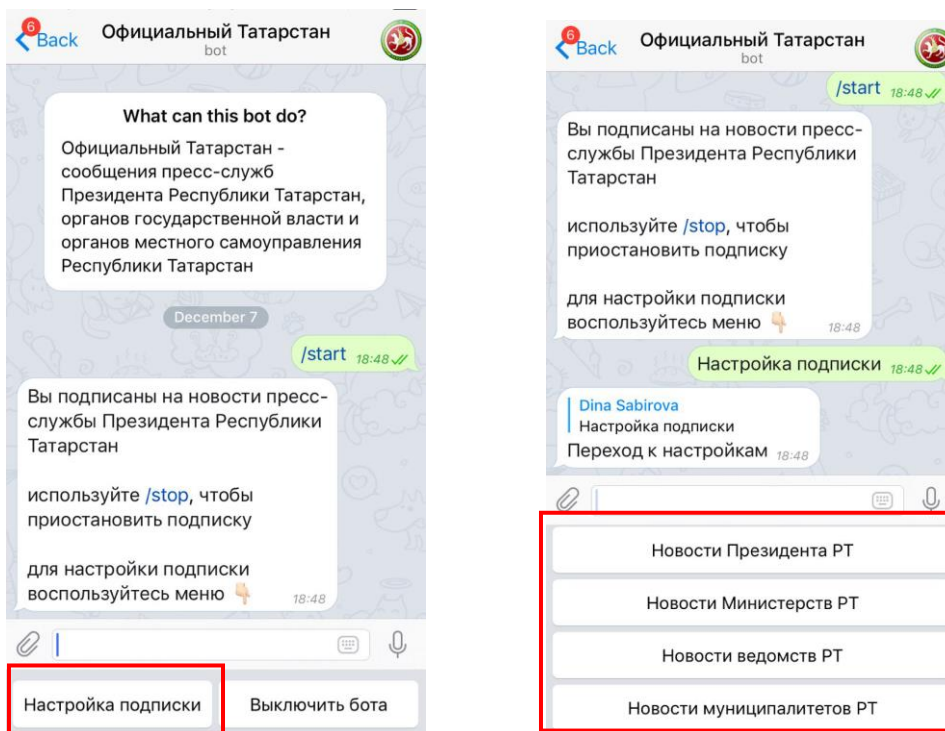 6
Back
Официальный Татарстан
bot
What can this bot do?
Официальный Татарстан -
сообщения пресс-служб
Президента Республики Татарстан,
органов государственной власти и
органов местного самоуправления
Республики Татарстан
December 7
/start 18:48
Вы подписаны на новости пресс-
службы Президента Республики
Татарстан
используйте /stop, чтобы
приостановить подписку
для настройки подписки
воспользуйтесь меню 👇🏻 18:48
Настройка подписки
Выключить бота
6
Back
Официальный Татарстан
bot
/start 18:48
Вы подписаны на новости пресс-
службы Президента Республики
Татарстан
используйте /stop, чтобы
приостановить подписку
для настройки подписки
воспользуйтесь меню 👇🏻 18:48
Настройка подписки 18:48
Dina Sabirova
Настройка подписки
Переход к настройкам 18:48
Новости Президента РТ
Новости Министерств РТ
Новости ведомств РТ
Новости муниципалитетов РТ